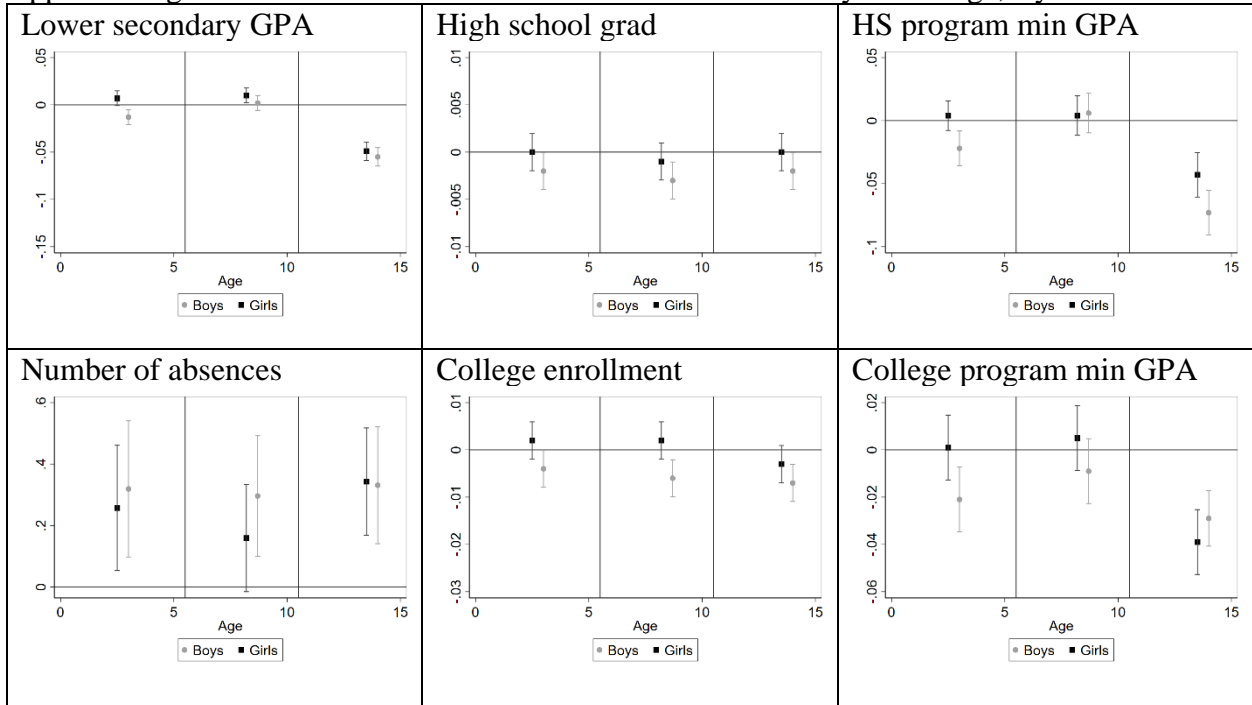 Lower secondary GPA
.05
0
-.05
-.1
-.15
0 5 10 15
Age
Boys Girls
High school grad
.01
.005
0
-.005
-.01
0 5 10 15
Age
Boys Girls
HS program min GPA
.05
0
-.05
-.1
0 5 10 15
Age
Boys Girls
Number of absences
.6
.4
.2
0
0 5 10 15
Age
Boys Girls
College enrollment
.01
0
-.01
-.02
-.03
0 5 10 15
Age
Boys Girls
College program min GPA
.02
0
-.02
-.04
-.06
0 5 10 15
Age
Boys Girls